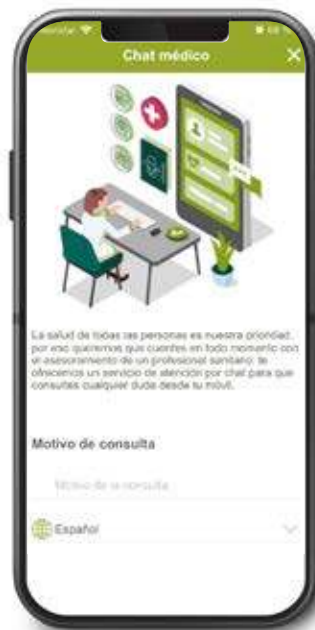 movistar 68 %
Chat médico
La salud de todas las personas es nuestra prioridad,
por eso queremos que cuentes en todo momento con
el asesoramiento de un profesional sanitario: te
ofrecemos un servicio de atención por chat para que
consultes cualquier duda desde tu móvil.
Motivo de consulta
Motivo de la consulta
Español